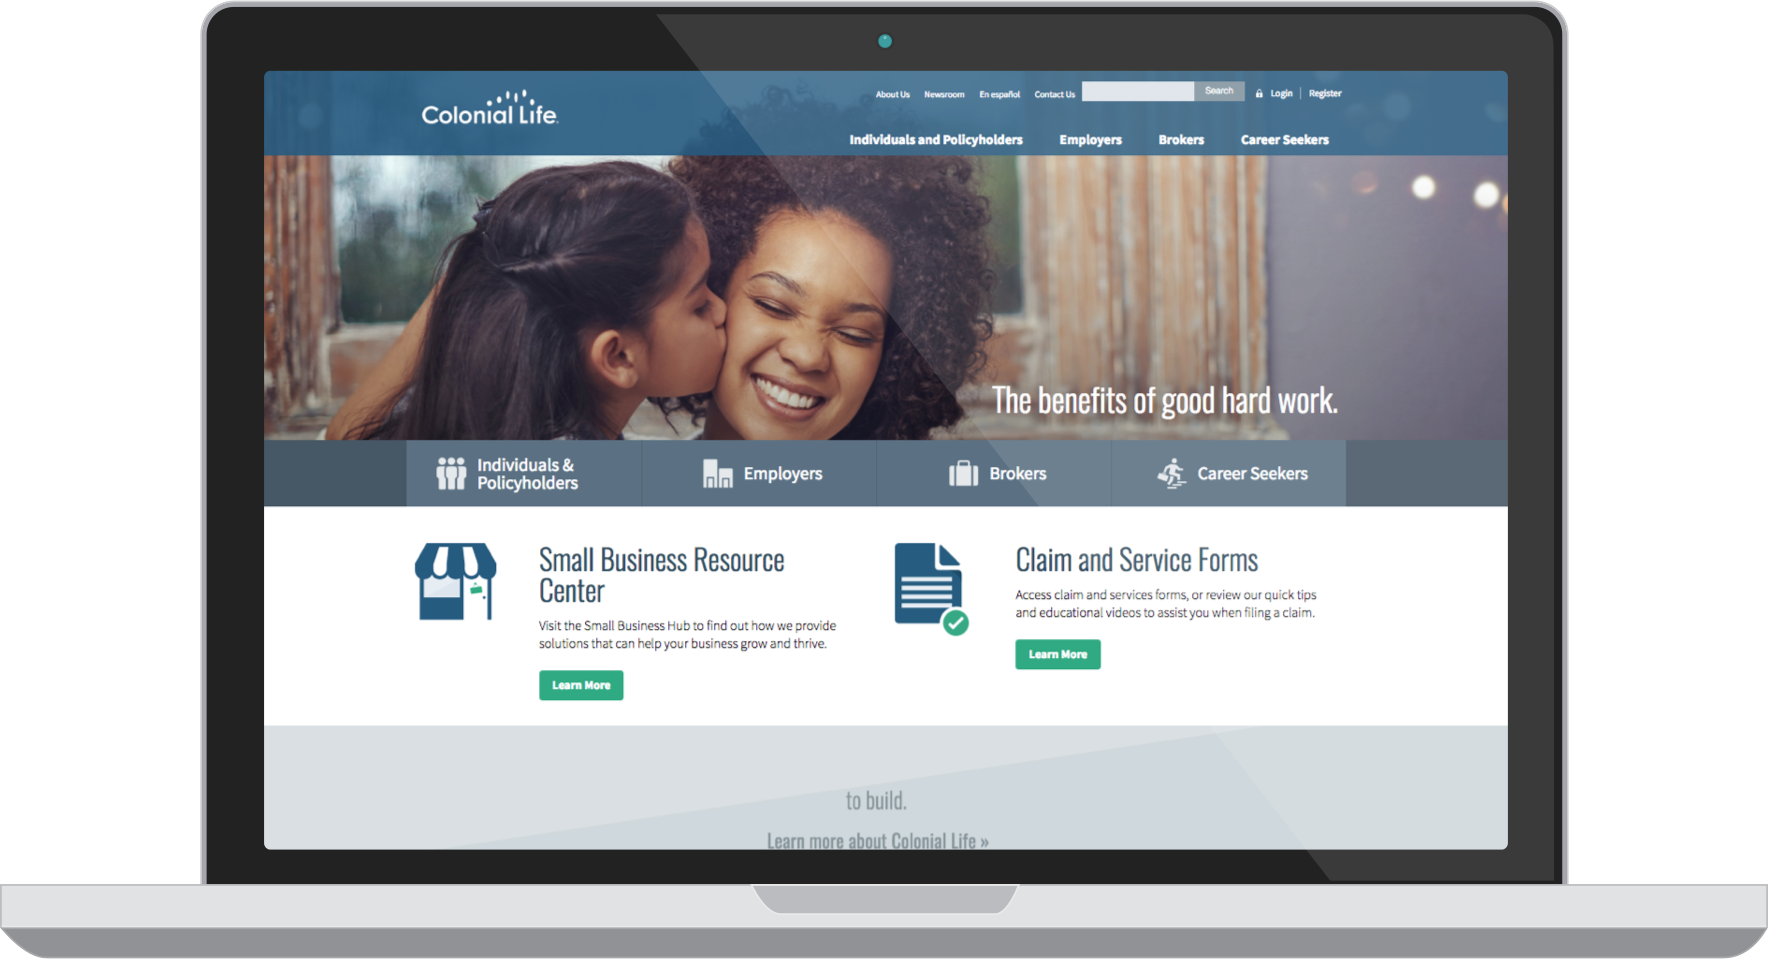 Colonial Life.
About Us
Newsroom
En español
Contact Us
Search
Login
Register
Individuals and Policyholders
Employers
Brokers
Career Seekers
The benefits of good hard work.
Individuals &
Policyholders
Employers
Brokers
Career Seekers
Small Business Resource
Center
Visit the Small Business Hub to find out how we provide
solutions that can help your business grow and thrive.
Learn More
Claim and Service Forms
Access claim and services forms, or review our quick tips
and educational videos to assist you when filing a claim.
Learn More
to build.
Learn more about Colonial Life »